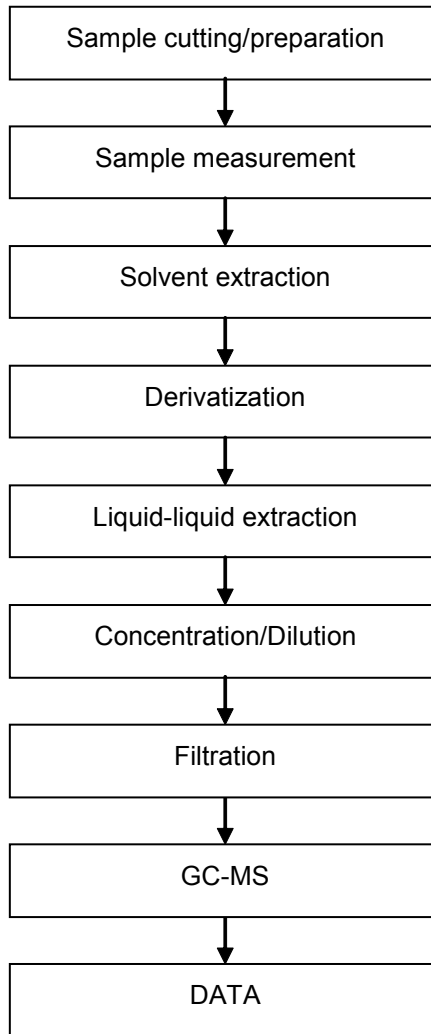 Sample cutting/preparation
Sample measurement
Solvent extraction
Derivatization
Liquid-liquid extraction
Concentration/Dilution
Filtration
GC-MS
DATA